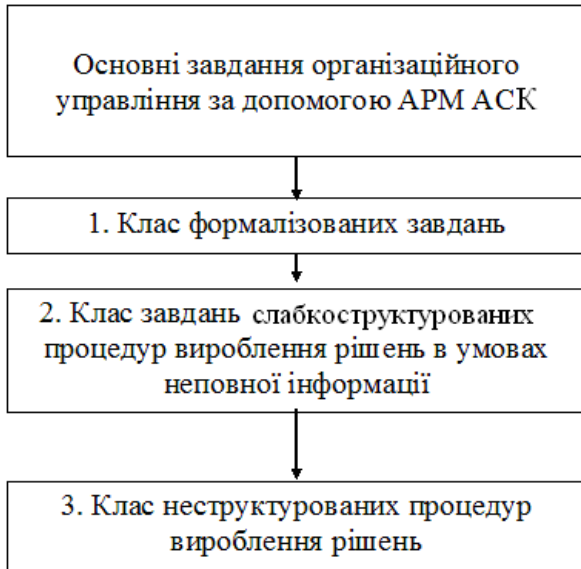 Основні завдання організаційного
управління за допомогою АРМ АСК
1. Клас формалізованих завдань
2. Клас завдань слабкоструктурованих
процедур вироблення рішень в умовах
неповної інформації
3. Клас неструктурованих процедур
вироблення рішень